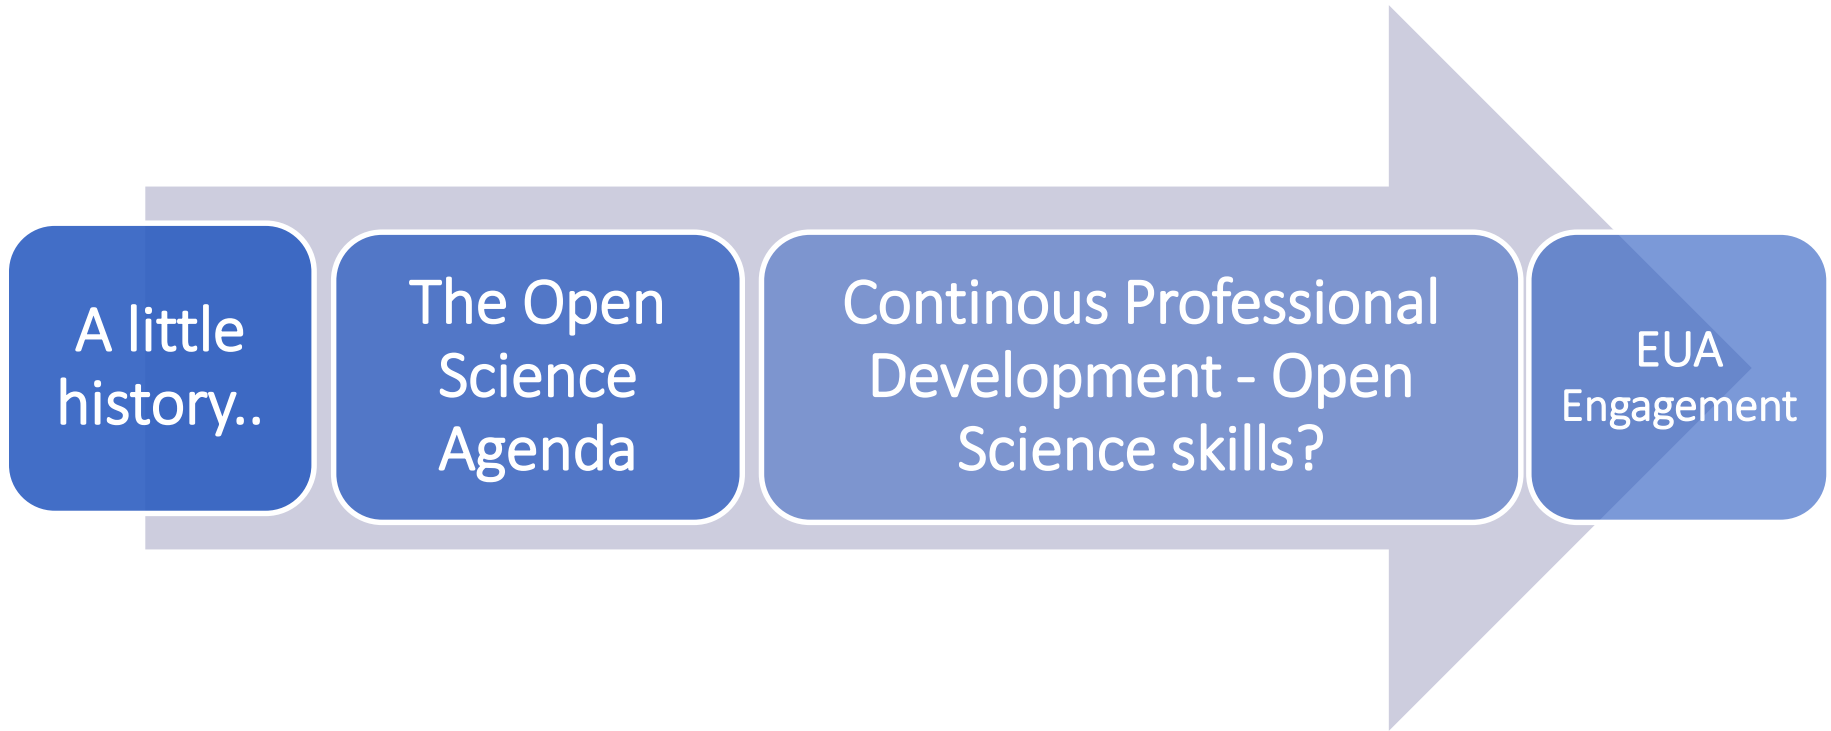 A little
history..
The Open
Science
Agenda
Continous Professional
Development - Open
Science skills?
EUA
Engagement